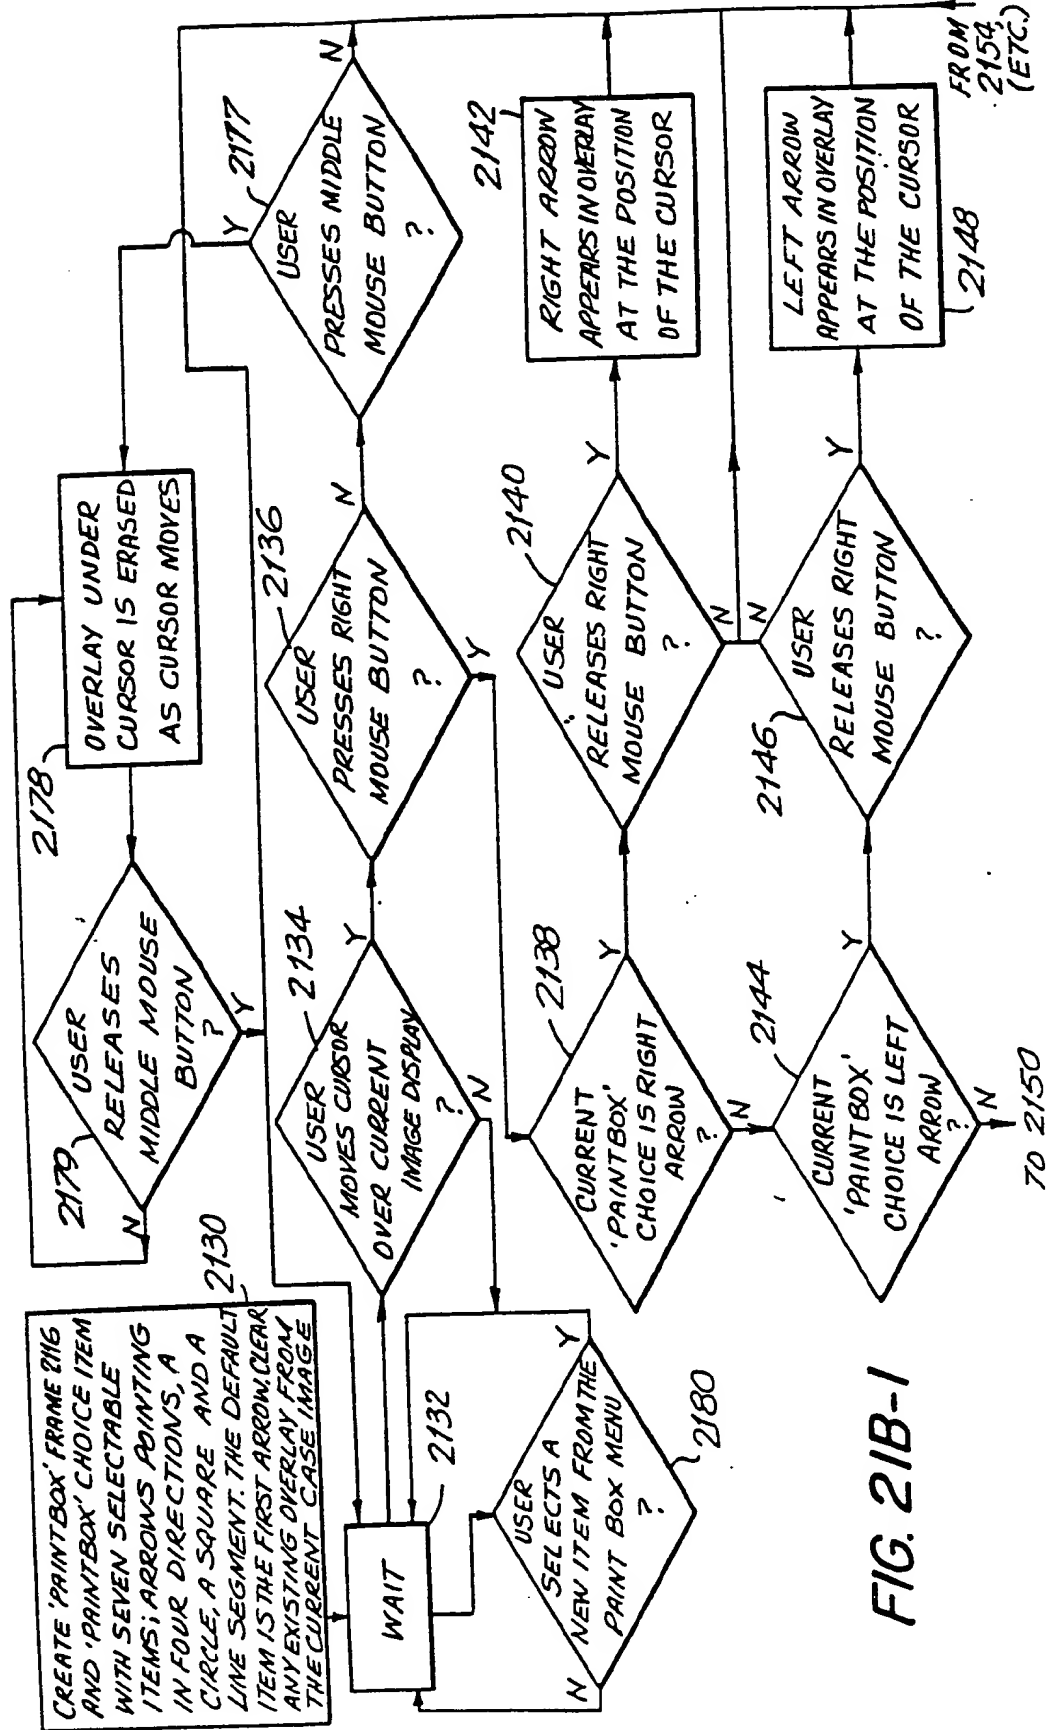 CREATE 'PAINTBOX' FRAME 2116
AND 'PAINTBOX' CHOICE ITEM
WITH SEVEN SELECTABLE
ITEMS; ARROWS POINTING
IN FOUR DIRECTIONS, A
CIRCLE, A SQUARE AND A
LINE SEGMENT. THE DEFAULT
ITEM IS THE FIRST ARROW. CLEAR
ANY EXISTING OVERLAY FROM
THE CURRENT CASE IMAGE
2130
WAIT
2132
USER
SELECTS A
NEW ITEM FROM THE
PAINT BOX MENU
?
Y
N
2180
USER
RELEASES
MIDDLE MOUSE
BUTTON
?
Y
N
2179
OVERLAY UNDER
CURSOR IS ERASED
AS CURSOR MOVES
2178
USER
MOVES CURSOR
OVER CURRENT
IMAGE DISPLAY
?
Y
N
2134
USER
PRESSES RIGHT
MOUSE BUTTON
?
N
Y
2136
USER
PRESSES MIDDLE
MOUSE BUTTON
?
Y
N
2177
CURRENT
'PAINTBOX'
CHOICE IS RIGHT
ARROW
?
Y
N
2138
USER
RELEASES RIGHT
MOUSE BUTTON
?
Y
N
2140
RIGHT ARROW
APPEARS IN OVERLAY
AT THE POSITION
OF THE CURSOR
2142
CURRENT
'PAINTBOX'
CHOICE IS LEFT
ARROW
?
Y
N
2144
TO 2150
USER
RELEASES RIGHT
MOUSE BUTTON
?
Y
N
2146
LEFT ARROW
APPEARS IN OVERLAY
AT THE POSITION
OF THE CURSOR
2148
FROM
2154,
(ETC.)
FIG. 21B-1